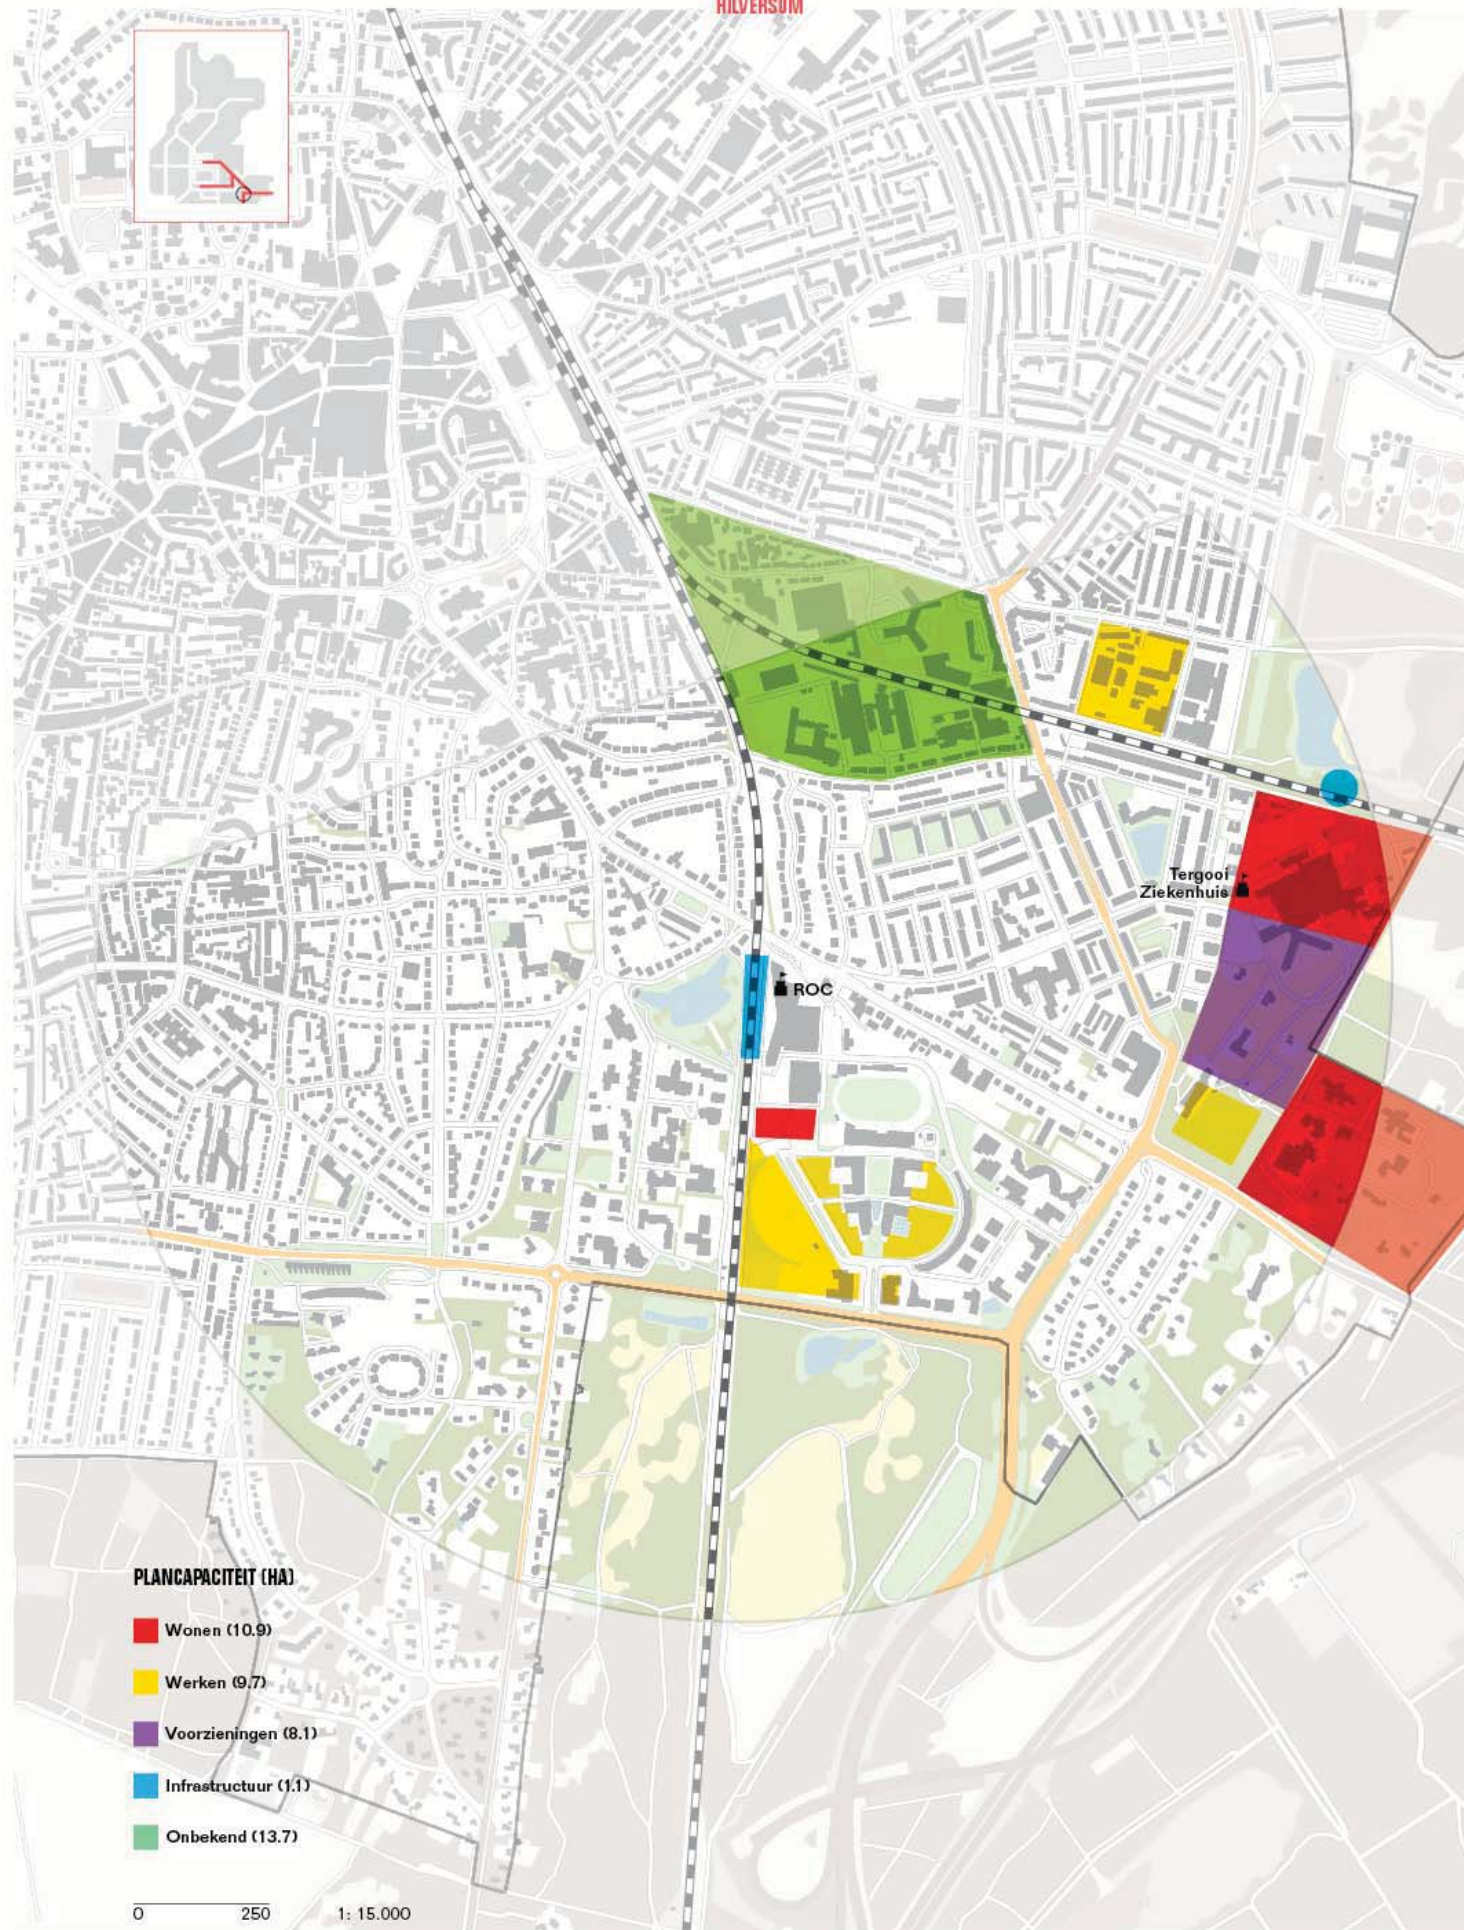 HILVERSUM
Tergooi
Ziekenhuis
ROC
PLANCAPACITEIT (HA)
Wonen (10.9)
Werken (9.7)
Voorzieningen (8.1)
Infrastructuur (1.1)
Onbekend (13.7)
0 250 1: 15.000